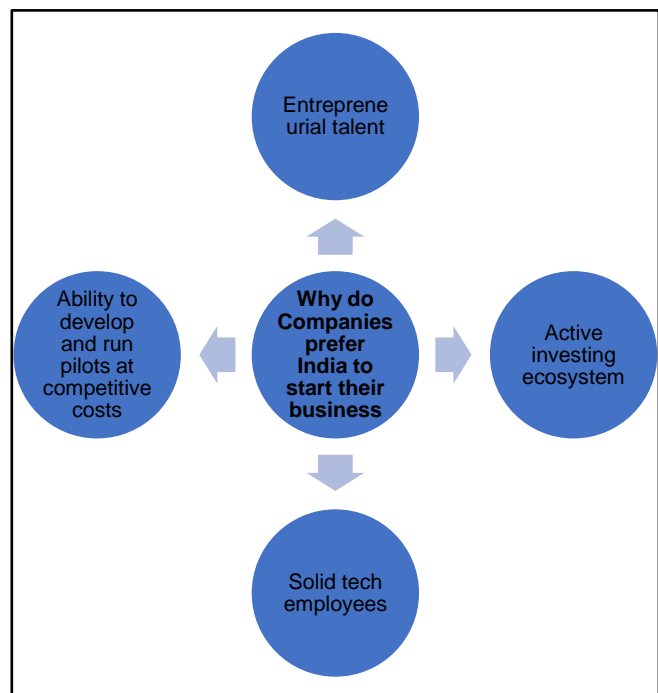 Entreprene
urial talent
Ability to
develop
and run
pilots at
competitive
costs
Why do
Companies
prefer
India to
start their
business
Active
investing
ecosystem
Solid tech
employees